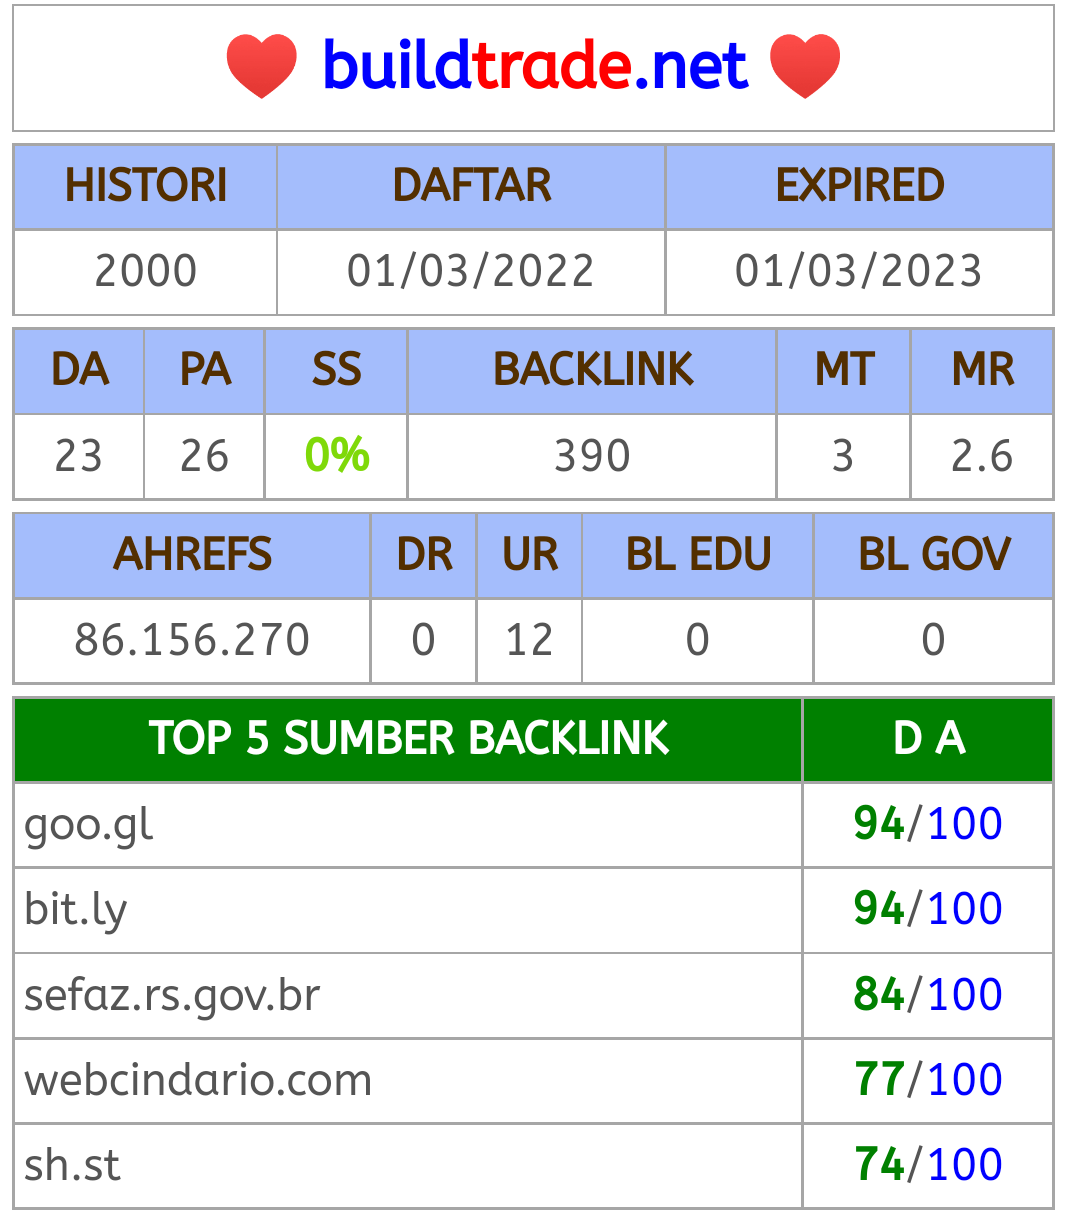 buildtrade.net
HISTORI DAFTAR EXPIRED
2000 01/03/2022 01/03/2023
DA PA SS BACKLINK MT MR
23 26 0% 390 3 2.6
AHREFS DR UR BL EDU BL GOV
86.156.270 0 12 0 0
TOP 5 SUMBER BACKLINK D A
goo.gl 94/100
bit.ly 94/100
sefaz.rs.gov.br 84/100
webcindario.com 77/100
sh.st 74/100